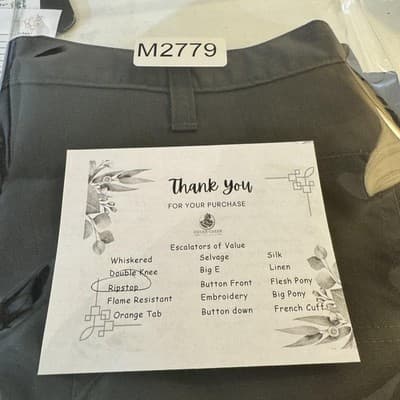 M2779
Thank You
FOR YOUR PURCHASE
Escalators of Value
Whiskered Selvage Silk
Double Knee Big E Linen
Ripstop Button Front Flesh Pony
Flame Resistant Embroidery Big Pony
Orange Tab Button down French Cuff